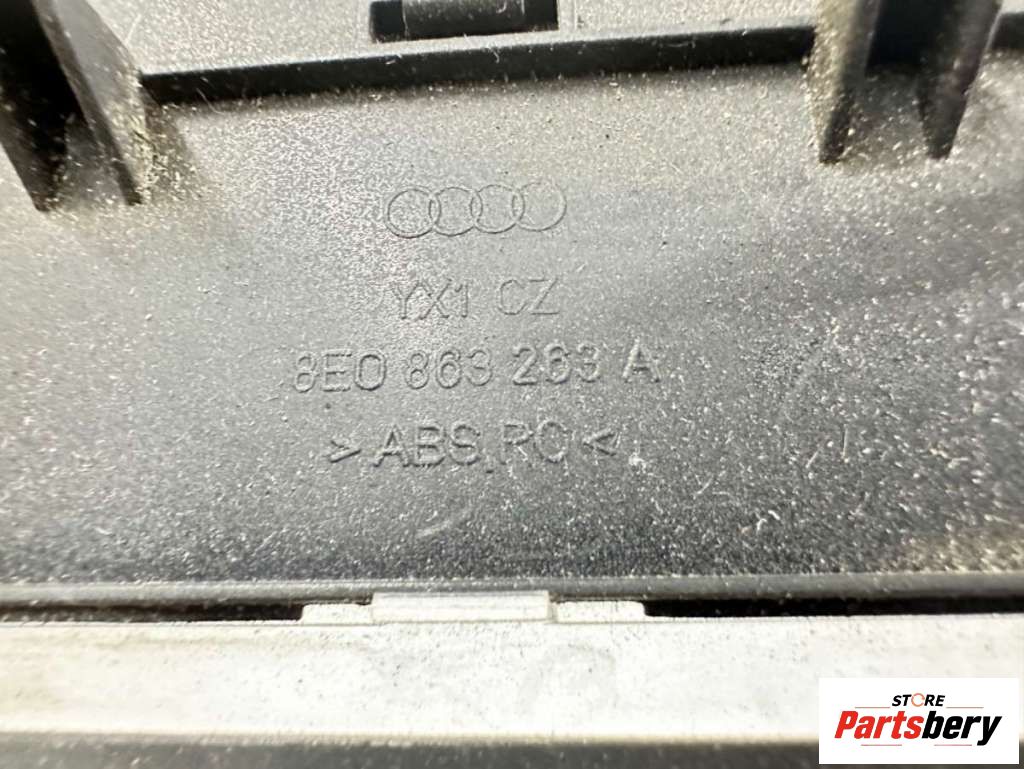 YX1 CZ
8E0 863 263 A
>ABS,PC<
STORE
Partsbery